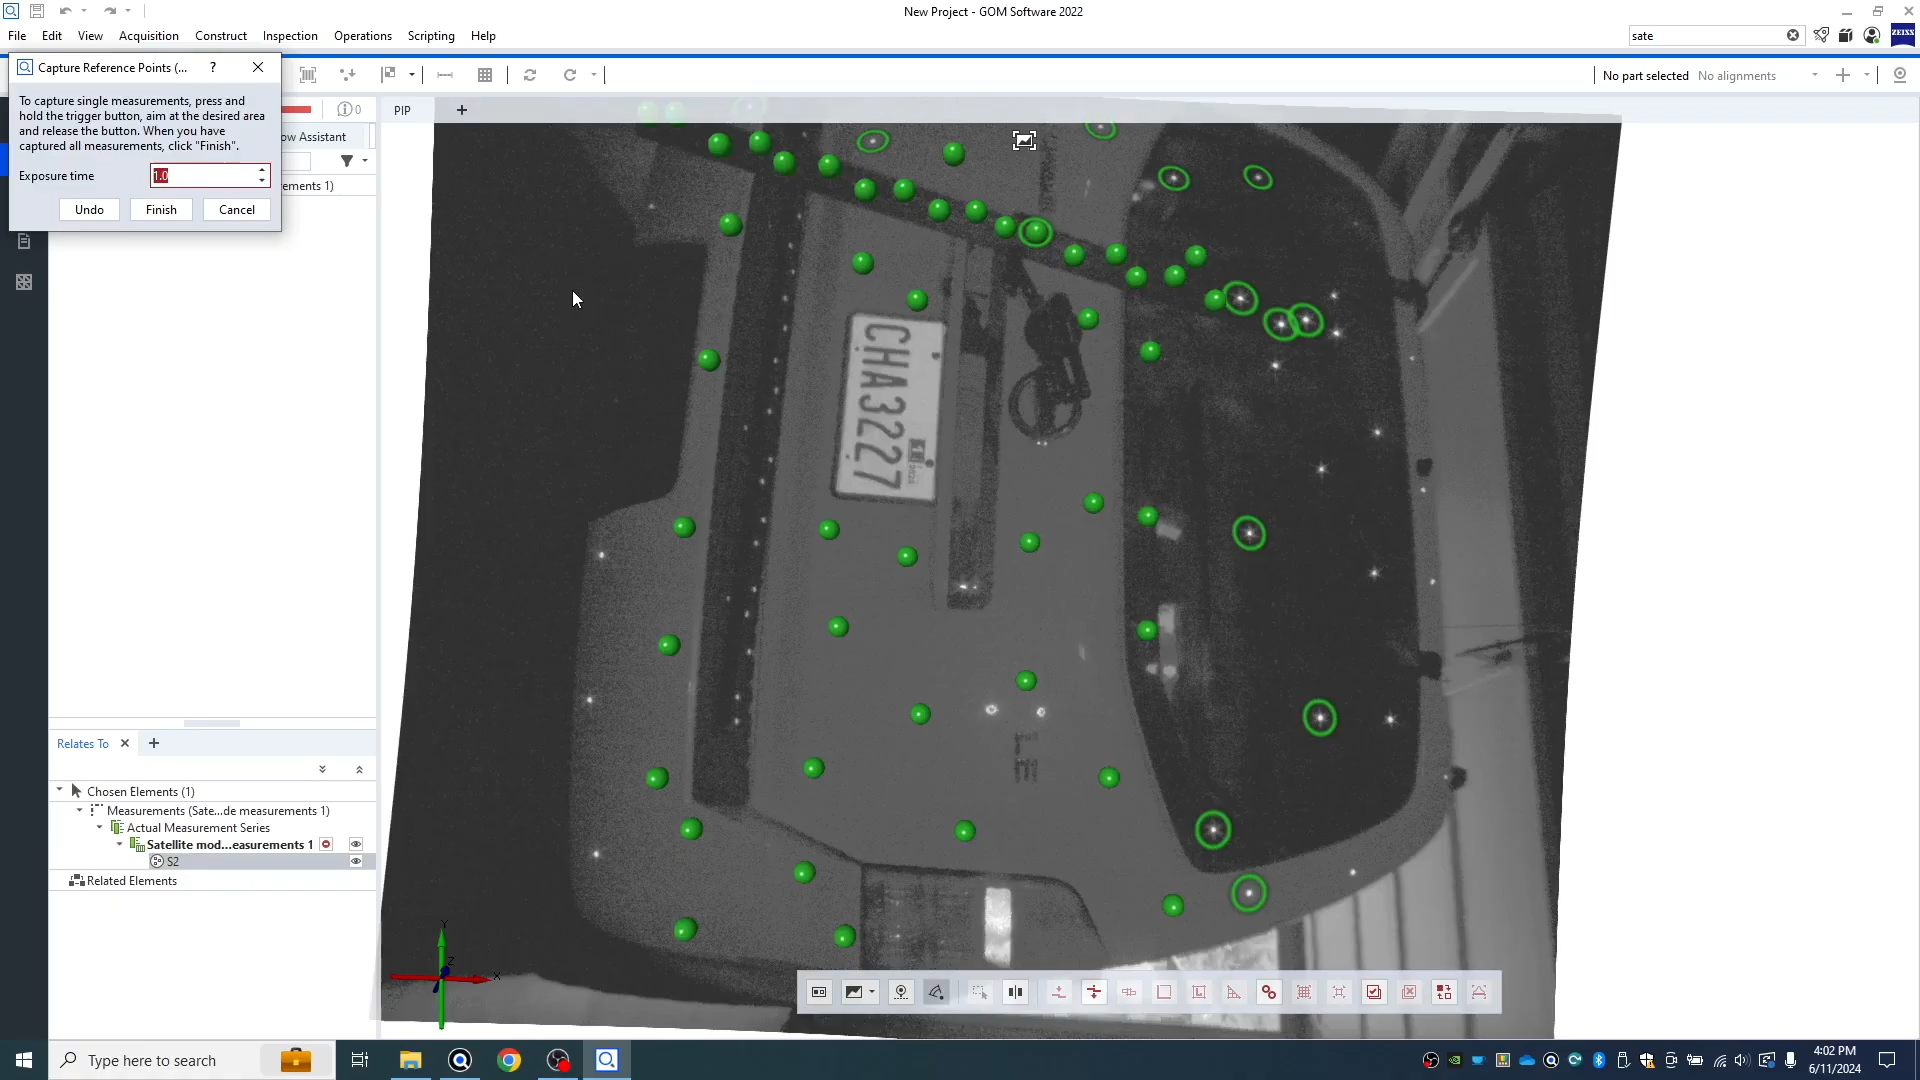 New Project - GOM Software 2022
File Edit View Acquisition Construct Inspection Operations Scripting Help
sate
ZEISS
Capture Reference Points (...
?
To capture single measurements, press and
hold the trigger button, aim at the desired area
and release the button. When you have
captured all measurements, click "Finish".
Exposure time 1.0
Undo Finish Cancel
No part selected No alignments
0
PIP
ow Assistant
ements 1)
CHA3227
Relates To
Chosen Elements (1)
Measurements (Sate...de measurements 1)
Actual Measurement Series
Satellite mod...easurements 1
S2
Related Elements
Y
Z
X
Type here to search
4:02 PM
6/11/2024